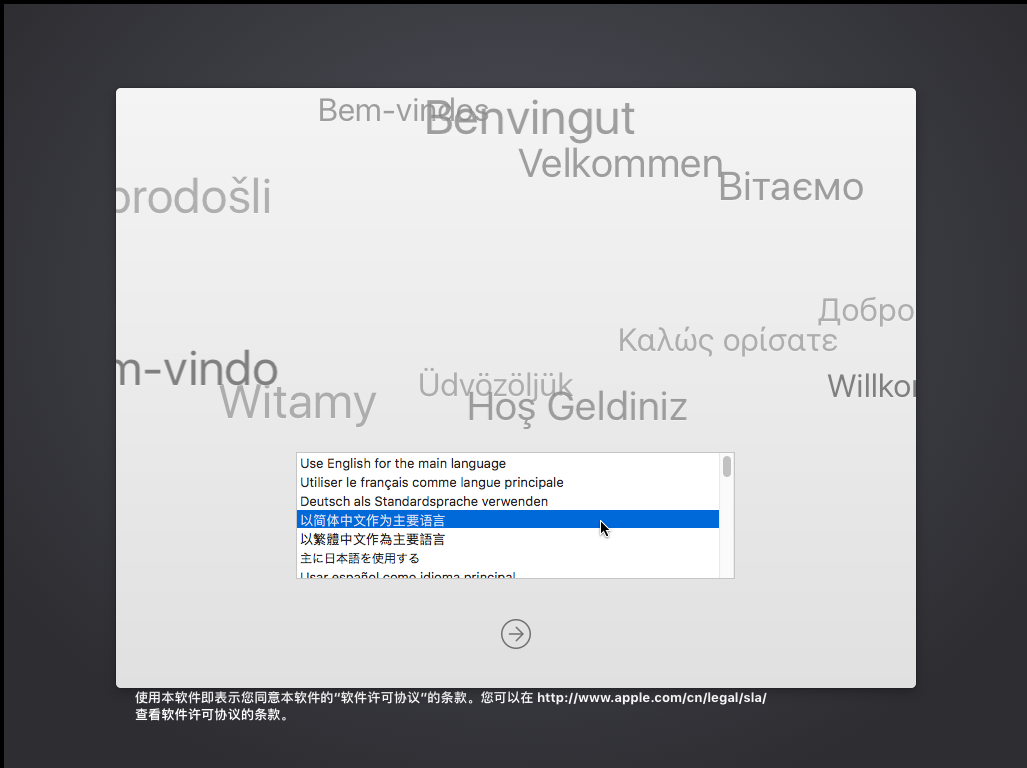 Bem-vindos
Benvingut
Velkommen
Вітаємо
brodošli
Добро
Καλώς ορίσατε
m-vindo
Üdvözöljük
Willkon
Witamy
Hoş Geldiniz
Use English for the main language
Utiliser le français comme langue principale
Deutsch als Standardsprache verwenden
以简体中文作为主要语言
以繁體中文作為主要語言
主に日本語を使用する
Usar español como idioma principal
使用本软件即表示您同意本软件的“软件许可协议”的条款。您可以在 http://www.apple.com/cn/legal/sla/
查看软件许可协议的条款。